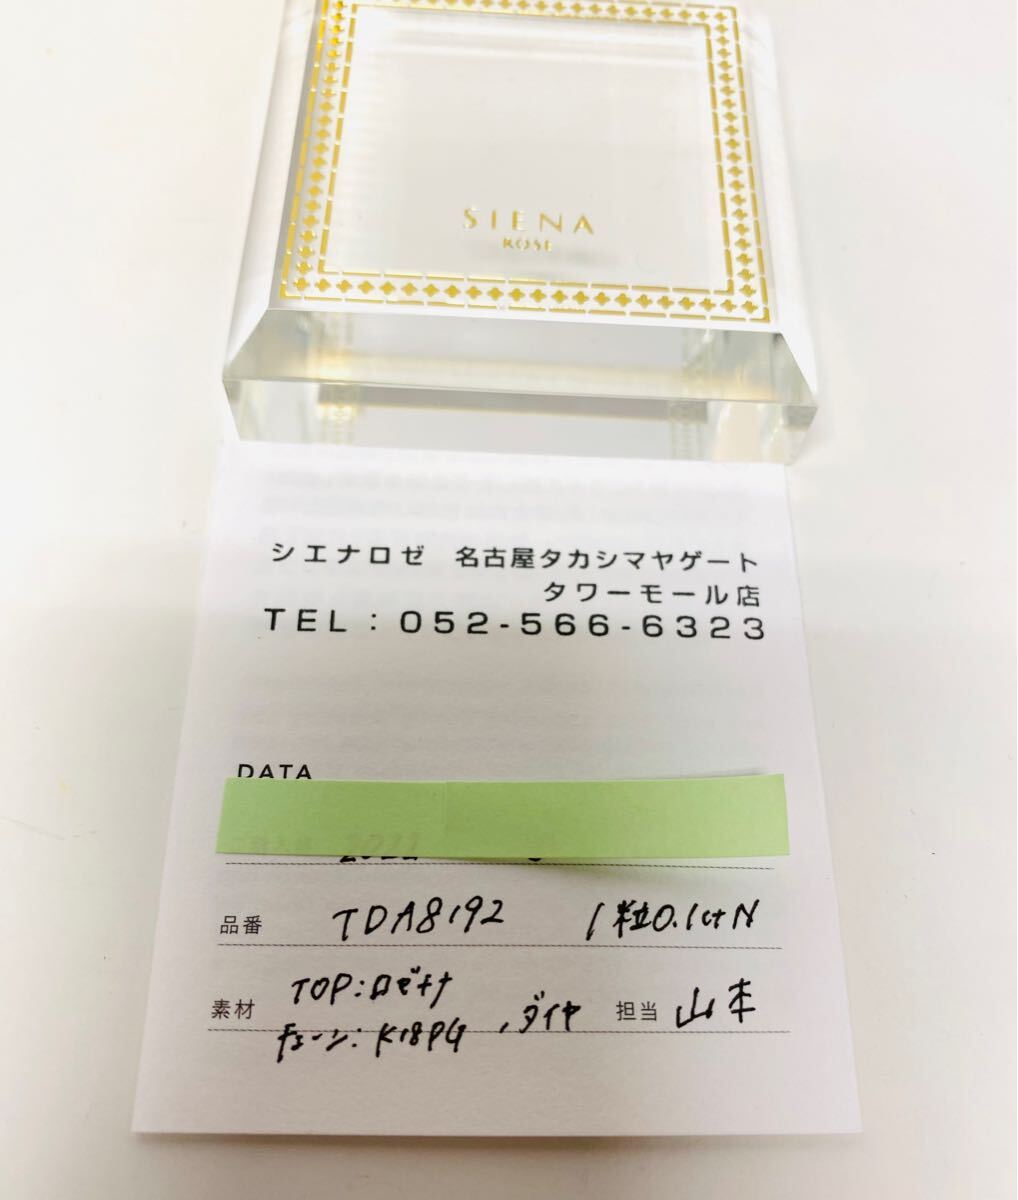 SIENA
ROSE
シエナロゼ 名古屋タカシマヤゲート
タワーモール店
TEL：052-566-6323
DATA
品番 TDA8192 1粒0.1ctN
素材 TOP:ロゼナ
チェーン:K18PG ,ダイヤ 担当 山本